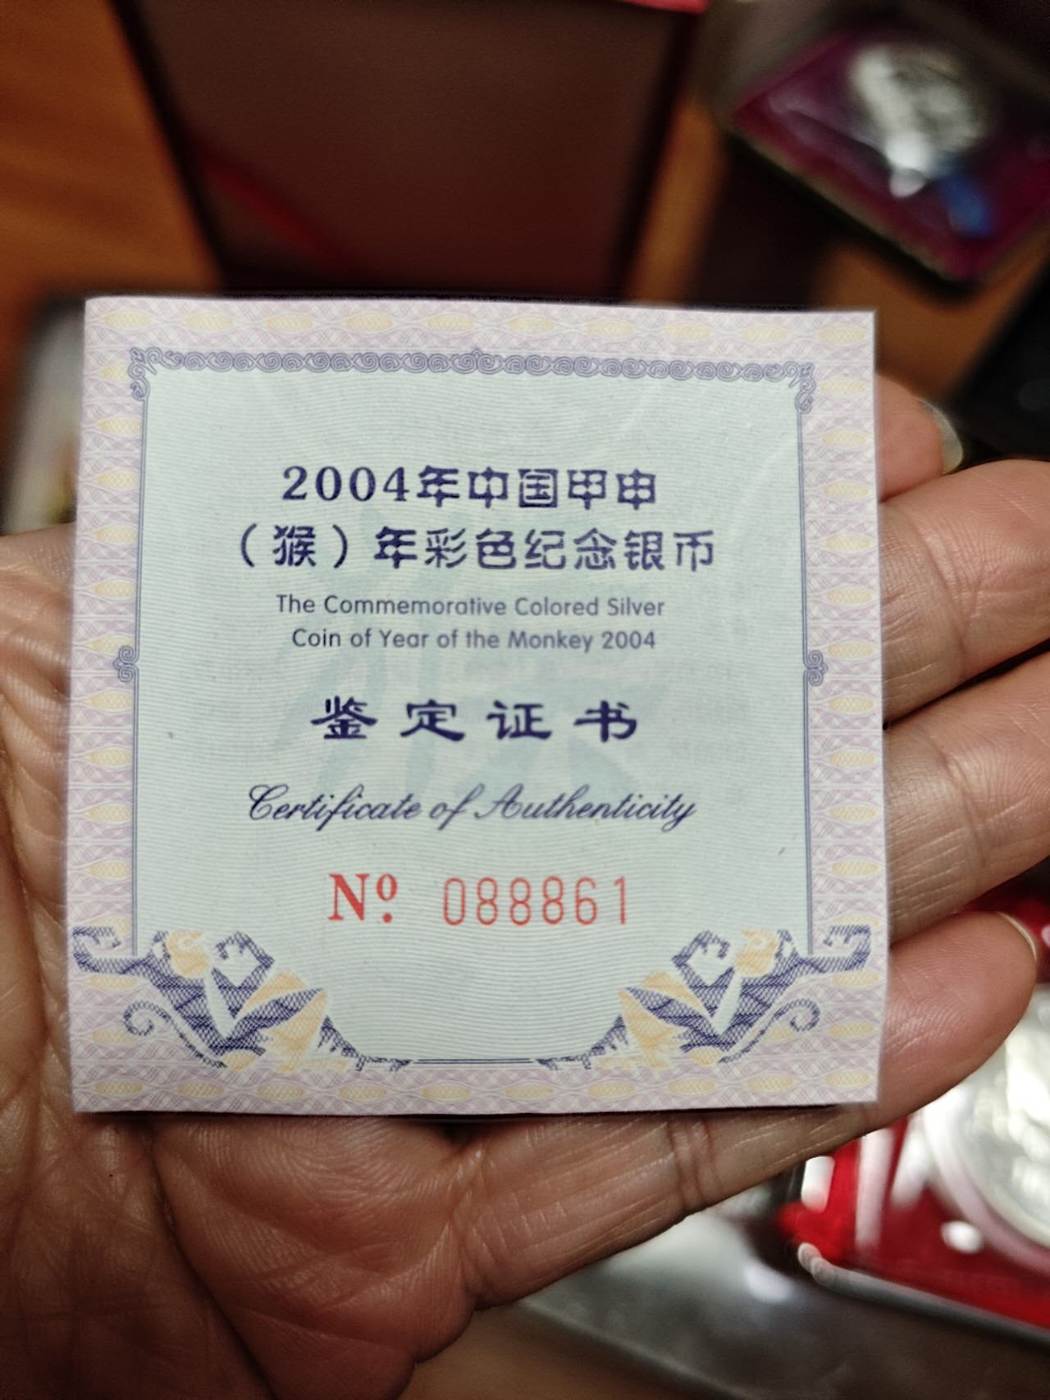 2004年中国甲申
（猴）年彩色纪念银币
The Commemorative Colored Silver
Coin of Year of the Monkey 2004
鉴定证书
Certificate of Authenticity
Nº. 088861